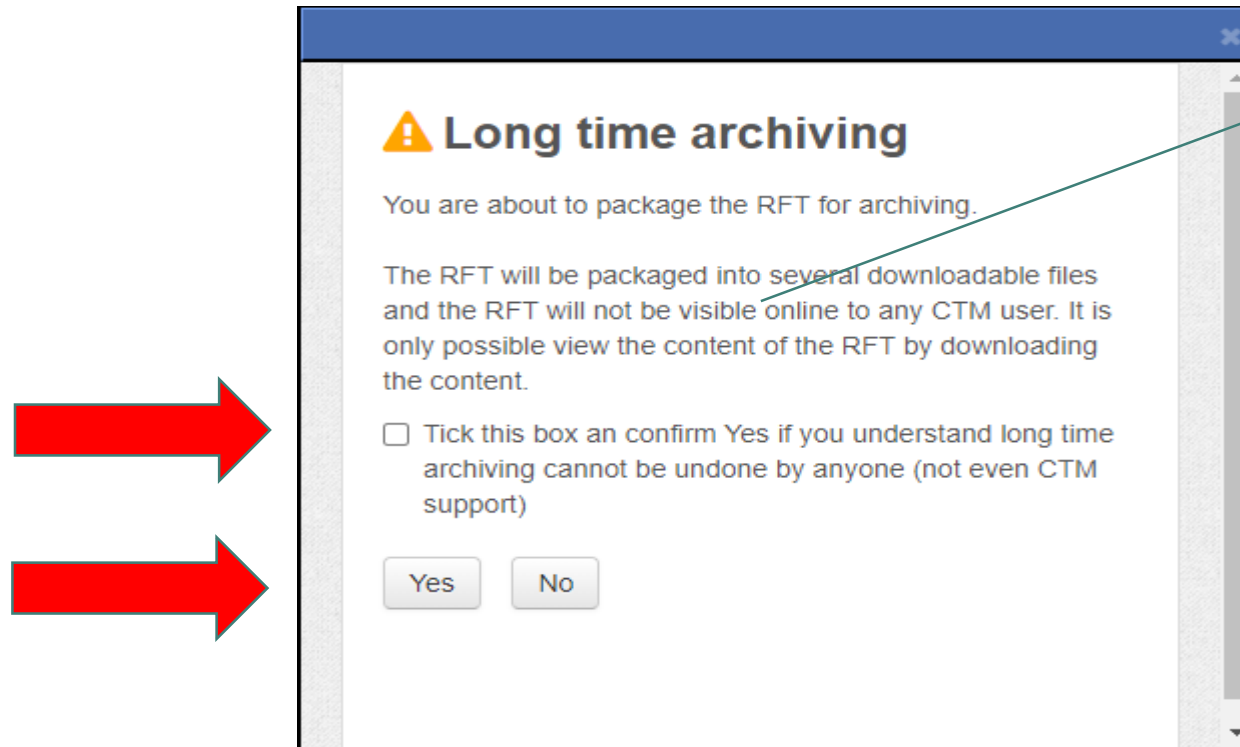 Long time archiving
You are about to package the RFT for archiving.
The RFT will be packaged into several downloadable files
and the RFT will not be visible online to any CTM user. It is
only possible view the content of the RFT by downloading
the content.
Tick this box an confirm Yes if you understand long time
archiving cannot be undone by anyone (not even CTM
support)
Yes No